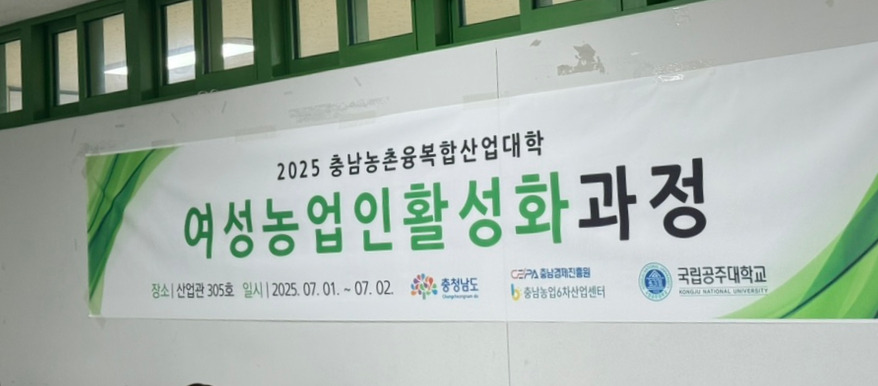 2025 충남농촌융복합산업대학
여성농업인활성화과정
장소 | 산업관 305호 일시 | 2025. 07. 01. ~ 07. 02.
충청남도
Chungcheongnam-do
CEPA 충남경제진흥원
충남농업6차산업센터
국립공주대학교
KONGJU NATIONAL UNIVERSITY